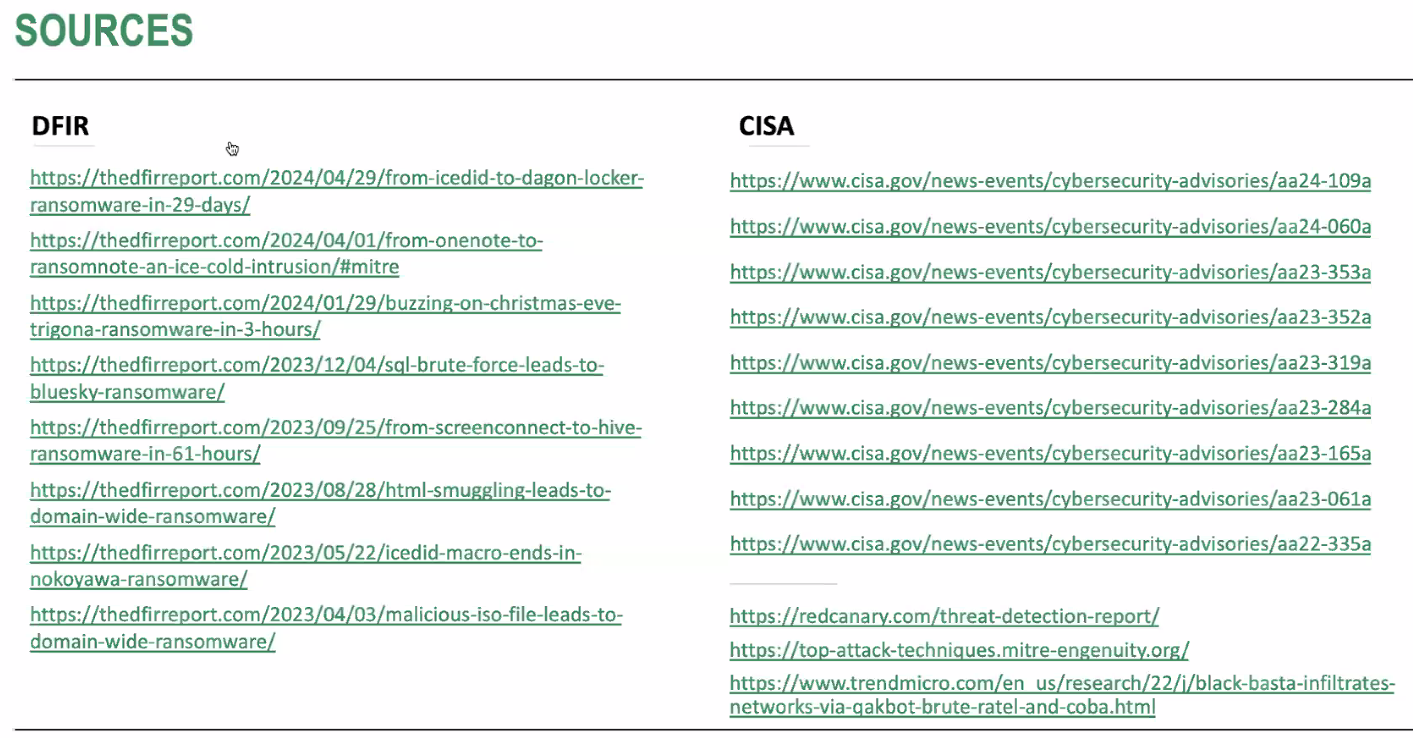 SOURCES
DFIR
https://thedfirreport.com/2024/04/29/from-icedid-to-dagon-locker-
ransomware-in-29-days/
https://thedfirreport.com/2024/04/01/from-onenote-to-
ransomnote-an-ice-cold-intrusion/#mitre
https://thedfirreport.com/2024/01/29/buzzing-on-christmas-eve-
trigona-ransomware-in-3-hours/
https://thedfirreport.com/2023/12/04/sql-brute-force-leads-to-
bluesky-ransomware/
https://thedfirreport.com/2023/09/25/from-screenconnect-to-hive-
ransomware-in-61-hours/
https://thedfirreport.com/2023/08/28/html-smuggling-leads-to-
domain-wide-ransomware/
https://thedfirreport.com/2023/05/22/icedid-macro-ends-in-
nokoyawa-ransomware/
https://thedfirreport.com/2023/04/03/malicious-iso-file-leads-to-
domain-wide-ransomware/
CISA
https://www.cisa.gov/news-events/cybersecurity-advisories/aa24-109a
https://www.cisa.gov/news-events/cybersecurity-advisories/aa24-060a
https://www.cisa.gov/news-events/cybersecurity-advisories/aa23-353a
https://www.cisa.gov/news-events/cybersecurity-advisories/aa23-352a
https://www.cisa.gov/news-events/cybersecurity-advisories/aa23-319a
https://www.cisa.gov/news-events/cybersecurity-advisories/aa23-284a
https://www.cisa.gov/news-events/cybersecurity-advisories/aa23-165a
https://www.cisa.gov/news-events/cybersecurity-advisories/aa23-061a
https://www.cisa.gov/news-events/cybersecurity-advisories/aa22-335a
https://redcanary.com/threat-detection-report/
https://top-attack-techniques.mitre-engenuity.org/
https://www.trendmicro.com/en_us/research/22/j/black-basta-infiltrates-
networks-via-qakbot-brute-ratel-and-coba.html